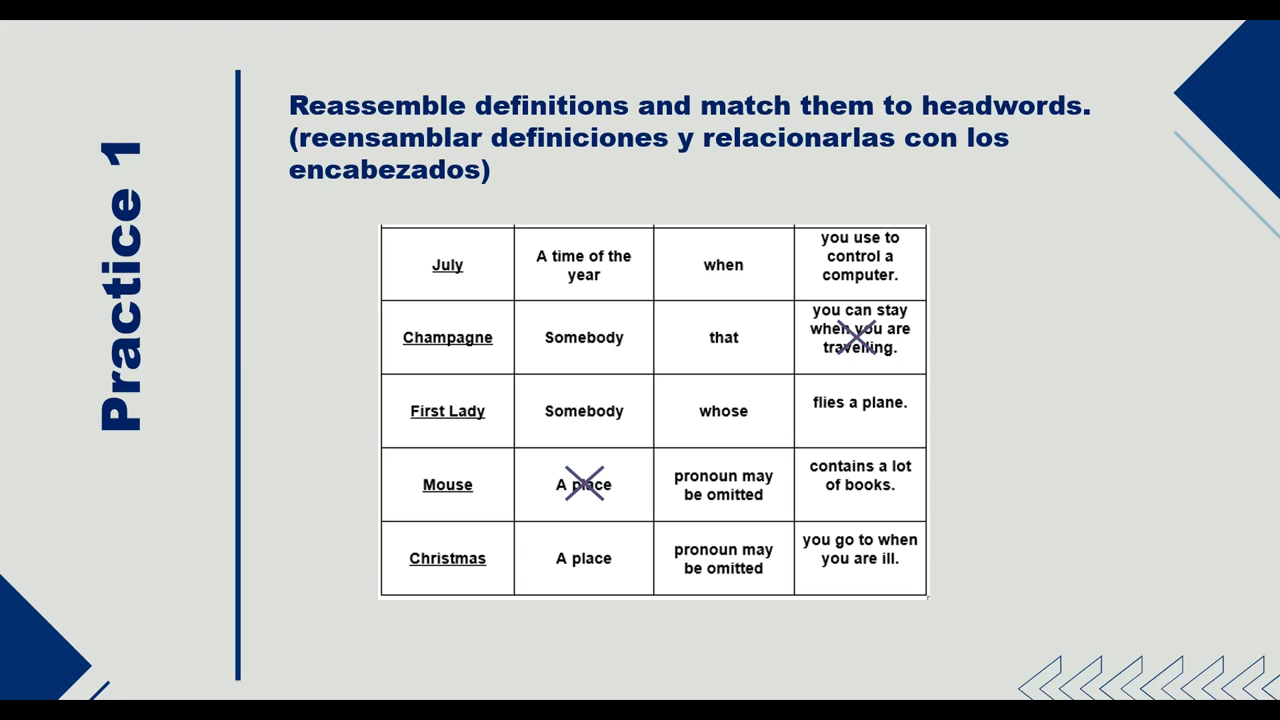 Practice 1
Reassemble definitions and match them to headwords.
(reensamblar definiciones y relacionarlas con los
encabezados)
July
A time of the
year
when
you use to
control a
computer.
Champagne
Somebody
that
you can stay
when you are
travelling.
First Lady
Somebody
whose
flies a plane.
Mouse
A place
pronoun may
be omitted
contains a lot
of books.
Christmas
A place
pronoun may
be omitted
you go to when
you are ill.